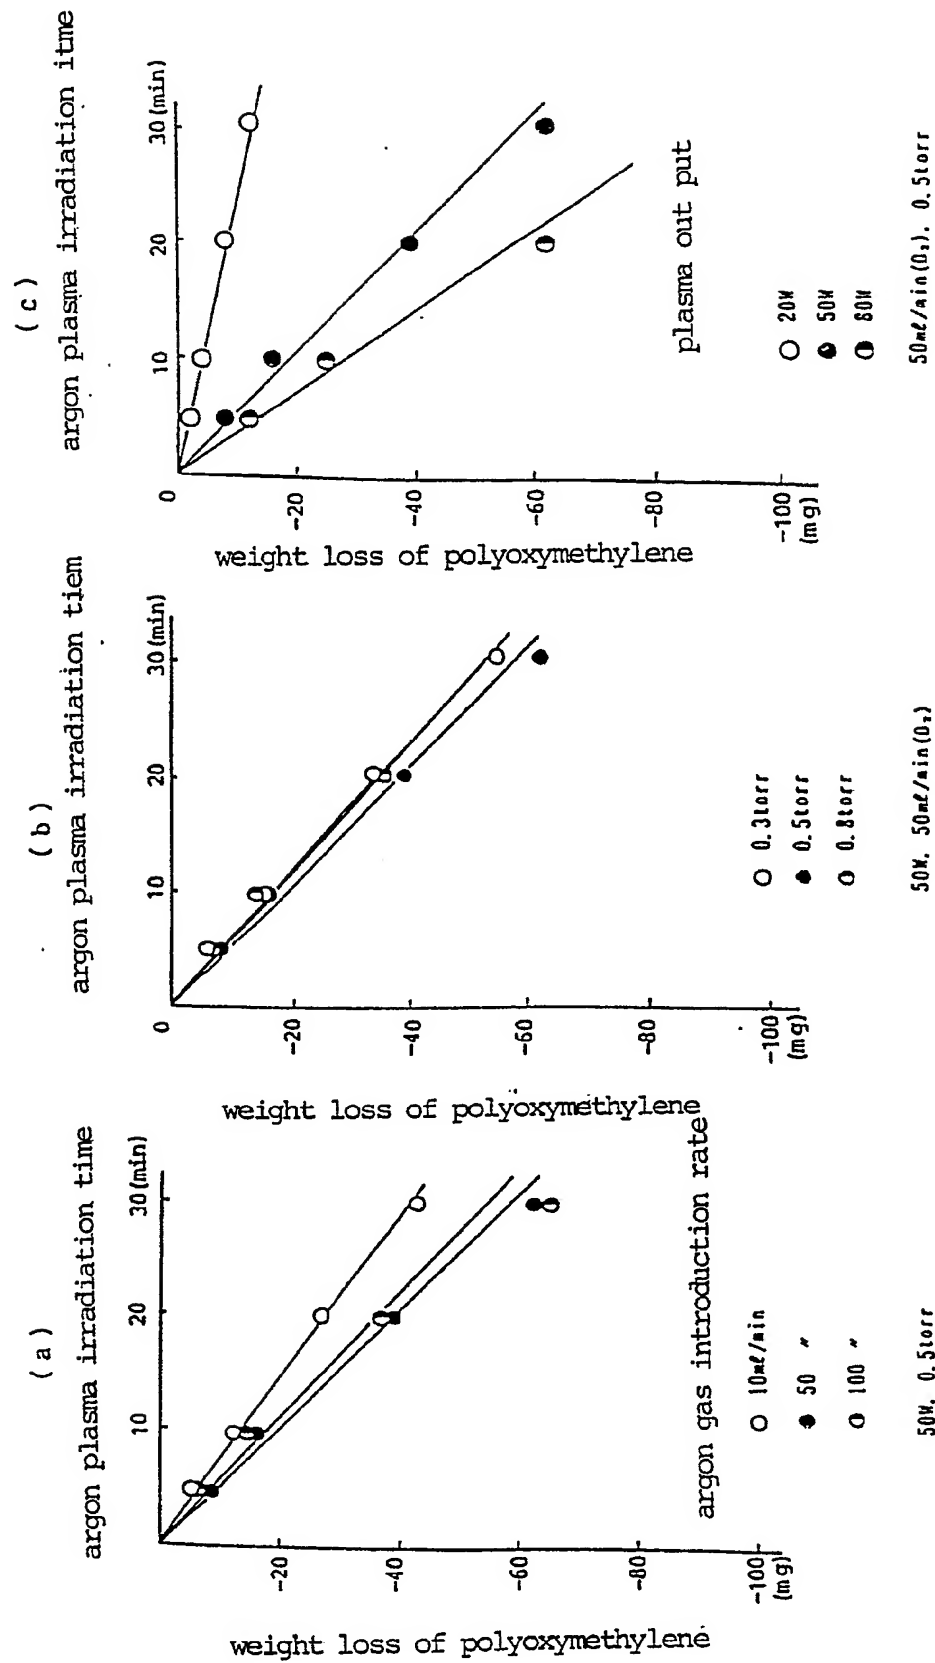 (a)
argon plasma irradiation time
10
20
30 (min)
-20
-40
-60
-80
-100
(mg)
weight loss of polyoxymethylene
argon gas introduction rate
10ml/min
50 〃
100 〃
50W, 0.5torr
(b)
argon plasma irradiation tiem
0
10
20
30 (min)
-20
-40
-60
-80
-100
(mg)
weight loss of polyoxymethylene
0.3torr
0.5torr
0.8torr
50W, 50ml/min(O₂)
(c)
argon plasma irradiation itme
0
10
20
30 (min)
-20
-40
-60
-80
-100
(mg)
weight loss of polyoxymethylene
plasma out put
20W
50W
80W
50ml/min(O₂), 0.5torr